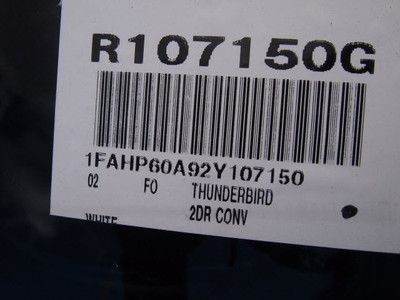 R107150G
1FAHP60A92Y107150
02 FO THUNDERBIRD
2DR CONV
WHITE